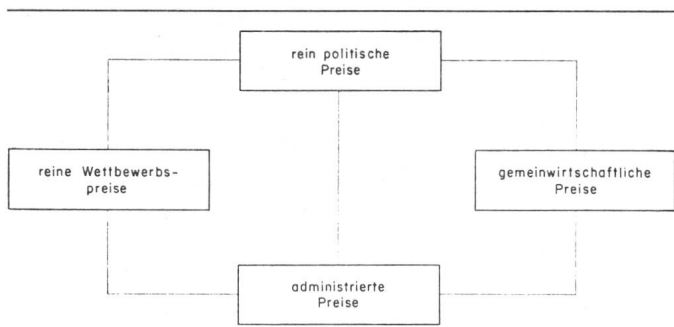 rein politische
Preise
reine Wettbewerbs-
preise
gemeinwirtschaftliche
Preise
administrierte
Preise